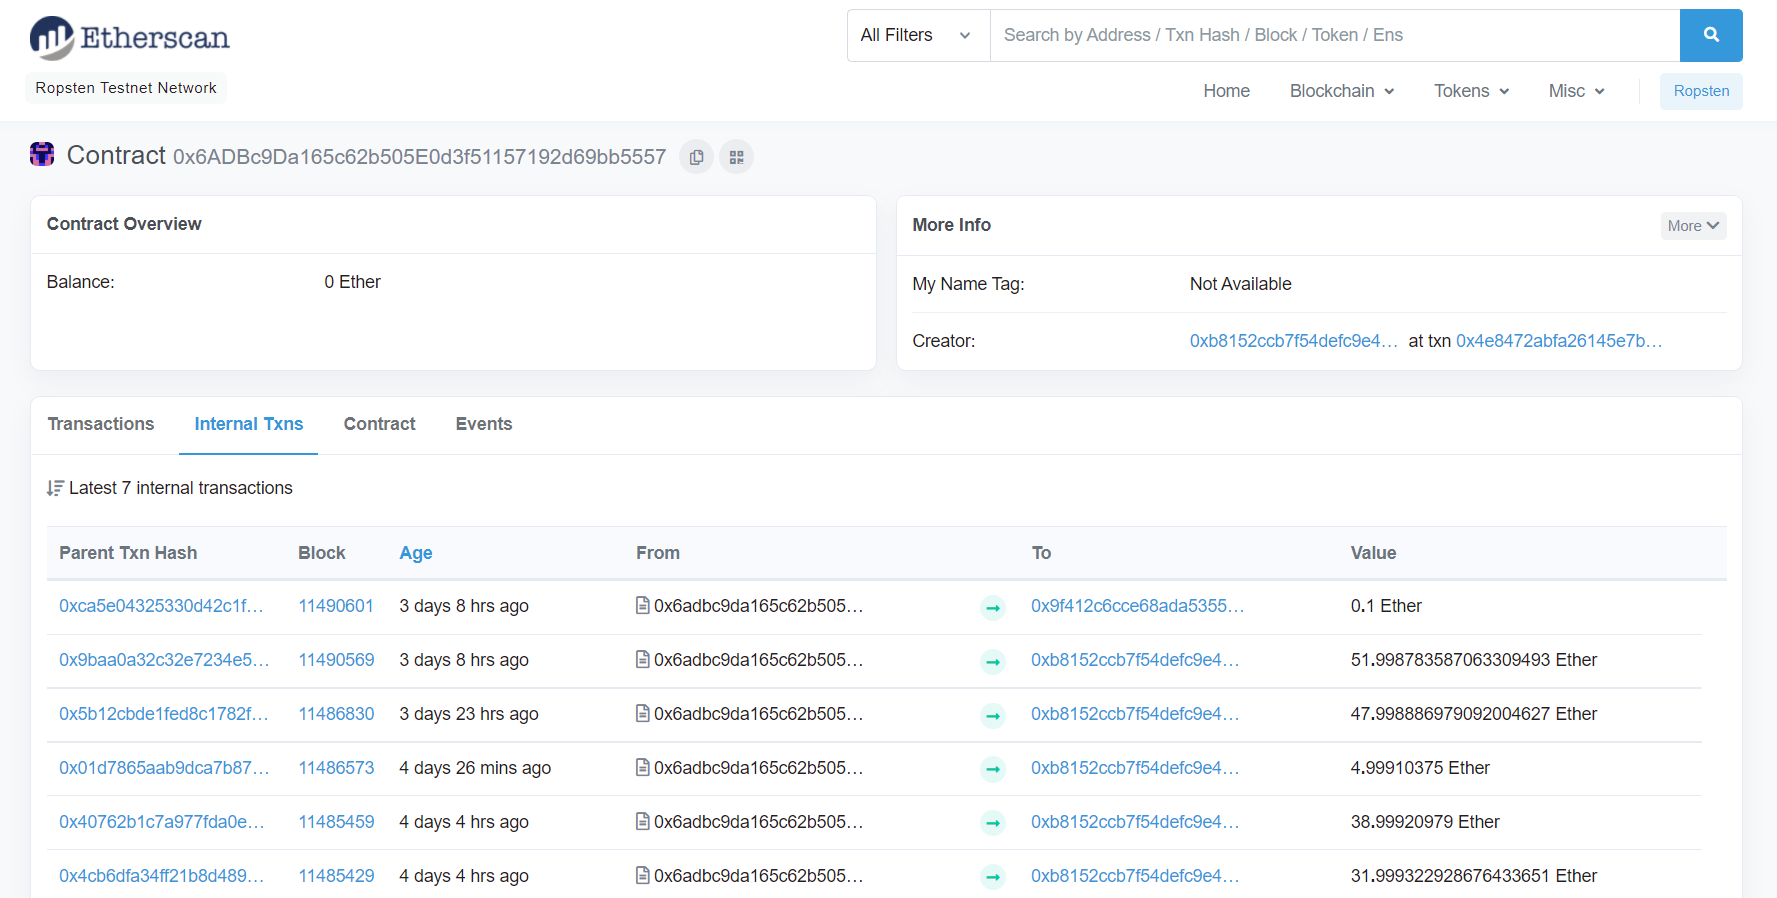 Etherscan
All Filters
Search by Address / Txn Hash / Block / Token / Ens
Ropsten Testnet Network
Home Blockchain Tokens Misc Ropsten
Contract 0x6ADBc9Da165c62b505E0d3f51157192d69bb5557
Contract Overview
Balance: 0 Ether
More Info More
My Name Tag: Not Available
Creator: 0xb8152ccb7f54defc9e4... at txn 0x4e8472abfa26145e7b...
Transactions Internal Txns Contract Events
Latest 7 internal transactions
Parent Txn Hash Block Age From To Value
0xca5e04325330d42c1f... 11490601 3 days 8 hrs ago 0x6adbc9da165c62b505... 0x9f412c6cce68ada5355... 0.1 Ether
0x9baa0a32c32e7234e5... 11490569 3 days 8 hrs ago 0x6adbc9da165c62b505... 0xb8152ccb7f54defc9e4... 51.998783587063309493 Ether
0x5b12cbde1fed8c1782f... 11486830 3 days 23 hrs ago 0x6adbc9da165c62b505... 0xb8152ccb7f54defc9e4... 47.998886979092004627 Ether
0x01d7865aab9dca7b87... 11486573 4 days 26 mins ago 0x6adbc9da165c62b505... 0xb8152ccb7f54defc9e4... 4.99910375 Ether
0x40762b1c7a977fda0e... 11485459 4 days 4 hrs ago 0x6adbc9da165c62b505... 0xb8152ccb7f54defc9e4... 38.99920979 Ether
0x4cb6dfa34ff21b8d489... 11485429 4 days 4 hrs ago 0x6adbc9da165c62b505... 0xb8152ccb7f54defc9e4... 31.999322928676433651 Ether